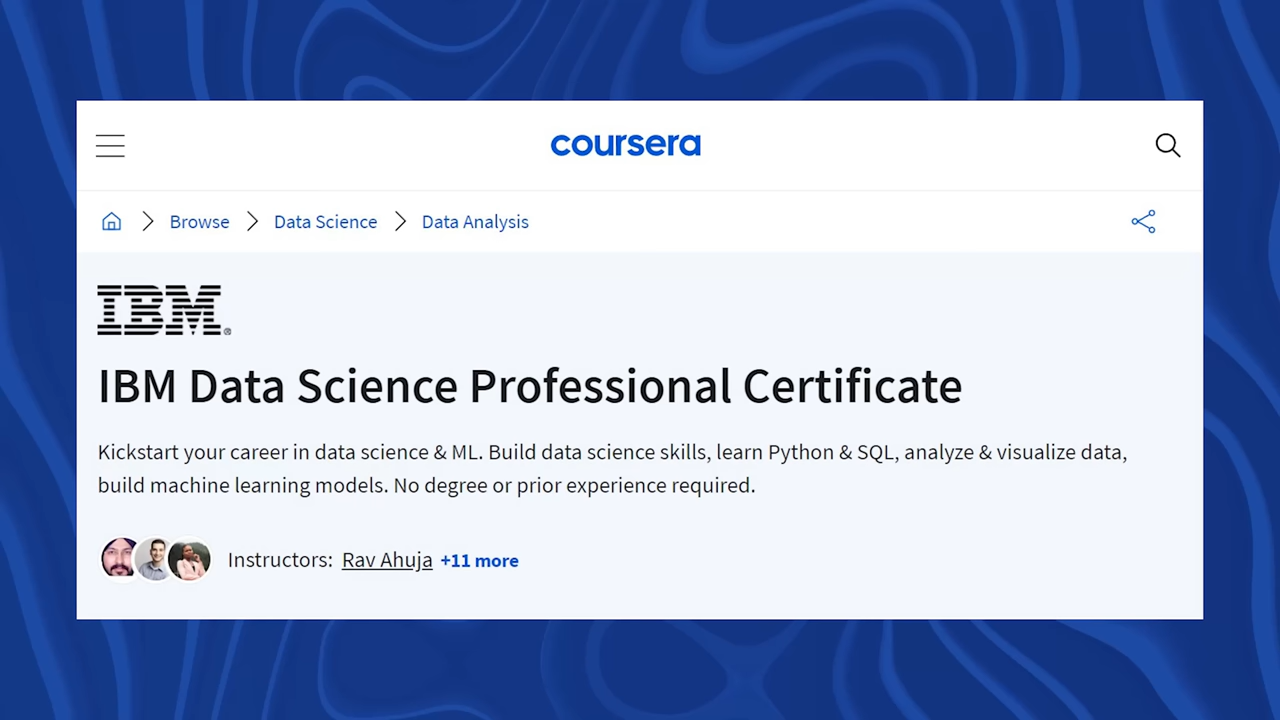 coursera
Browse Data Science Data Analysis
IBM®
IBM Data Science Professional Certificate
Kickstart your career in data science & ML. Build data science skills, learn Python & SQL, analyze & visualize data,
build machine learning models. No degree or prior experience required.
Instructors: Rav Ahuja +11 more